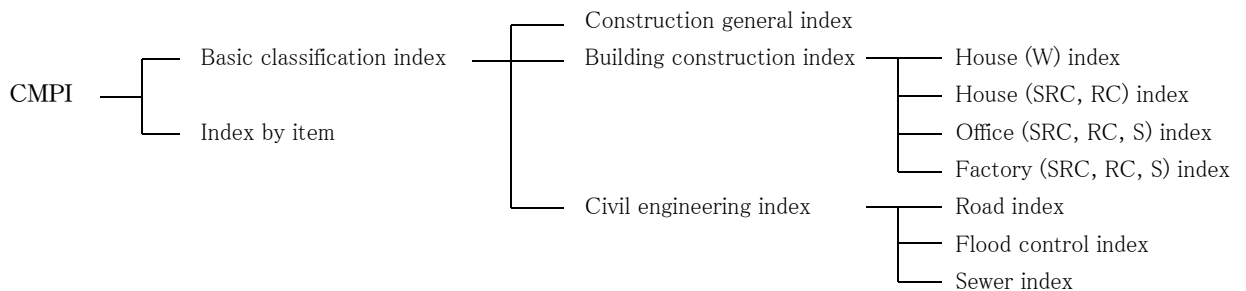 Construction general index
Basic classification index
Building construction index
House (W) index
CMPI
House (SRC, RC) index
Index by item
Office (SRC, RC, S) index
Factory (SRC, RC, S) index
Civil engineering index
Road index
Flood control index
Sewer index